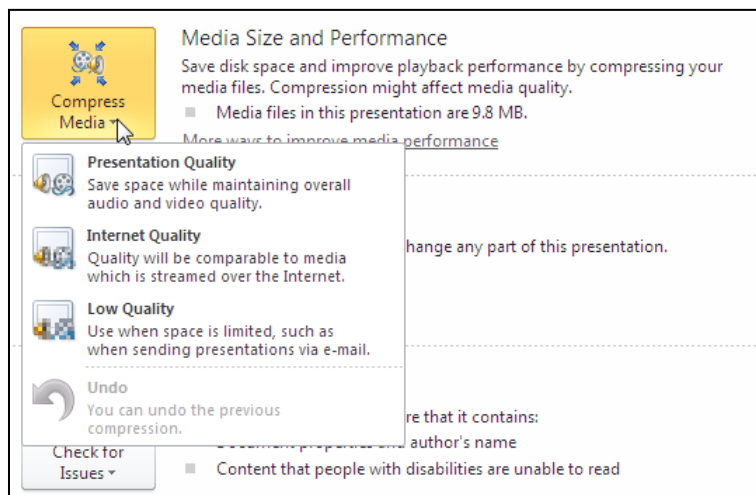 Media Size and Performance
Save disk space and improve playback performance by compressing your
media files. Compression might affect media quality.
Media files in this presentation are 9.8 MB.
More ways to improve media performance
Compress
Media
Presentation Quality
Save space while maintaining overall
audio and video quality.
Internet Quality
Quality will be comparable to media
which is streamed over the Internet.
Low Quality
Use when space is limited, such as
when sending presentations via e-mail.
Undo
You can undo the previous
compression.
hange any part of this presentation.
re that it contains:
Document properties and author's name
Content that people with disabilities are unable to read
Check for
Issues